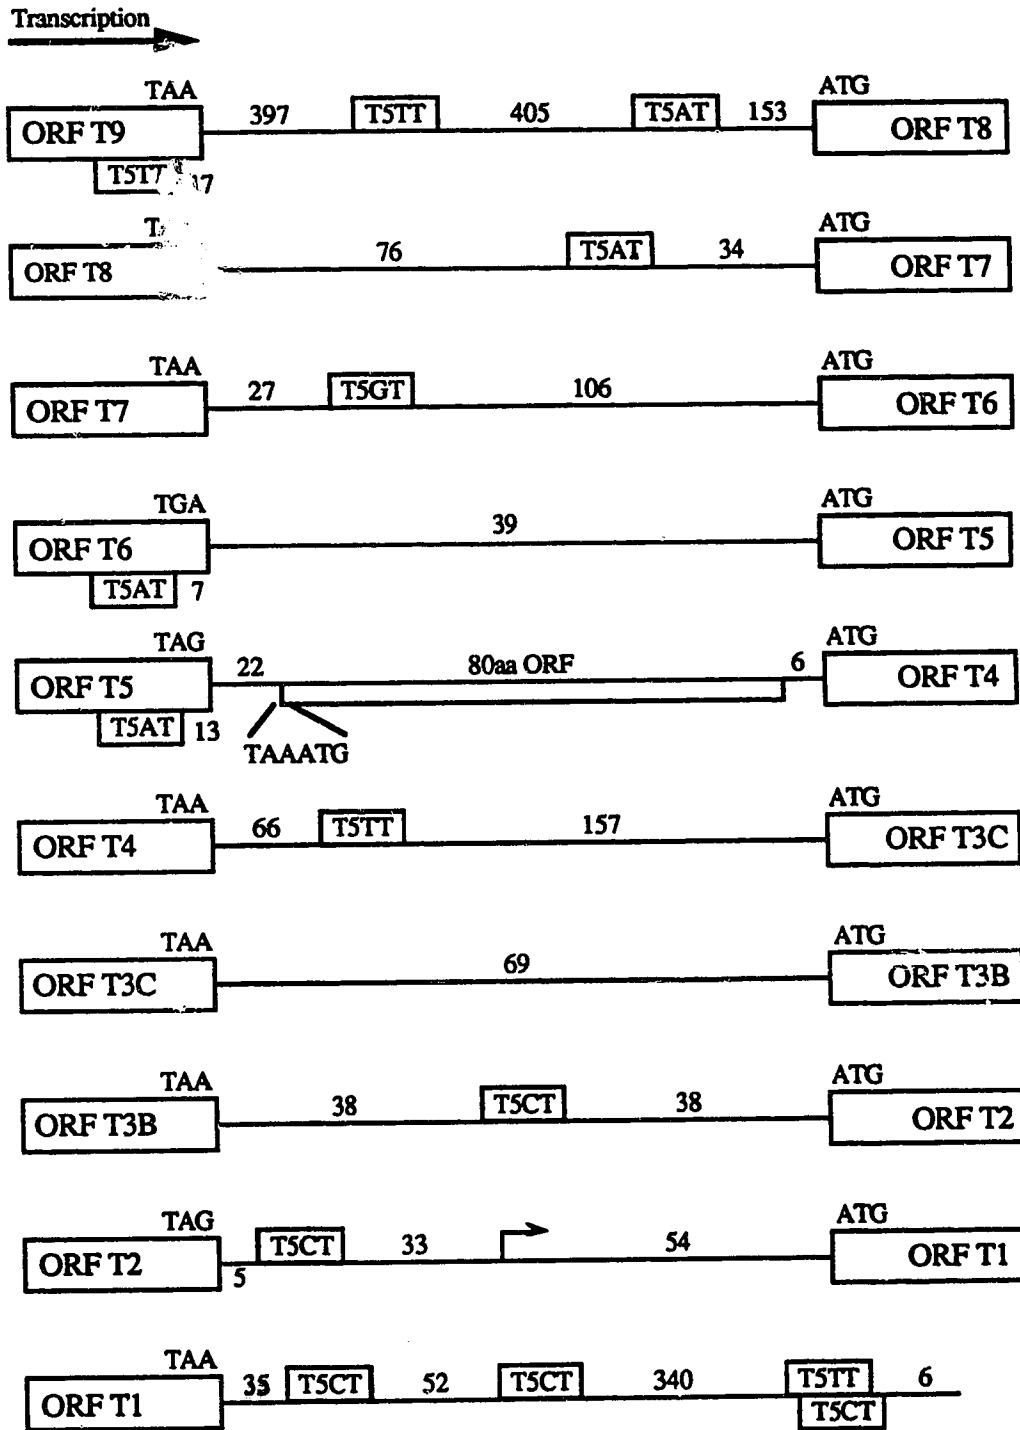 Transcription
TAA 397 T5TT 405 T5AT 153 ATG
ORF T9 ORF T8
T5T7
76 T5AT 34 ATG
ORF T8 ORF T7
TAA 27 T5GT 106 ATG
ORF T7 ORF T6
TGA 39 ATG
ORF T6 ORF T5
T5AT 7
TAG 22 80aa ORF 6 ATG
ORF T5 ORF T4
T5AT 13
TAAATG
TAA 66 T5TT 157 ATG
ORF T4 ORF T3C
TAA 69 ATG
ORF T3C ORF T3B
TAA 38 T5CT 38 ATG
ORF T3B ORF T2
TAG T5CT 33 54 ATG
ORF T2 5 ORF T1
TAA 35 T5CT 52 T5CT 340 T5TT 6
ORF T1 T5CT